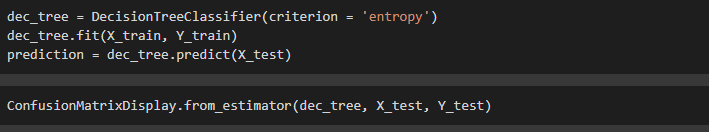 dec_tree = DecisionTreeClassifier(criterion = 'entropy')
dec_tree.fit(X_train, Y_train)
prediction = dec_tree.predict(X_test)
ConfusionMatrixDisplay.from_estimator(dec_tree, X_test, Y_test)